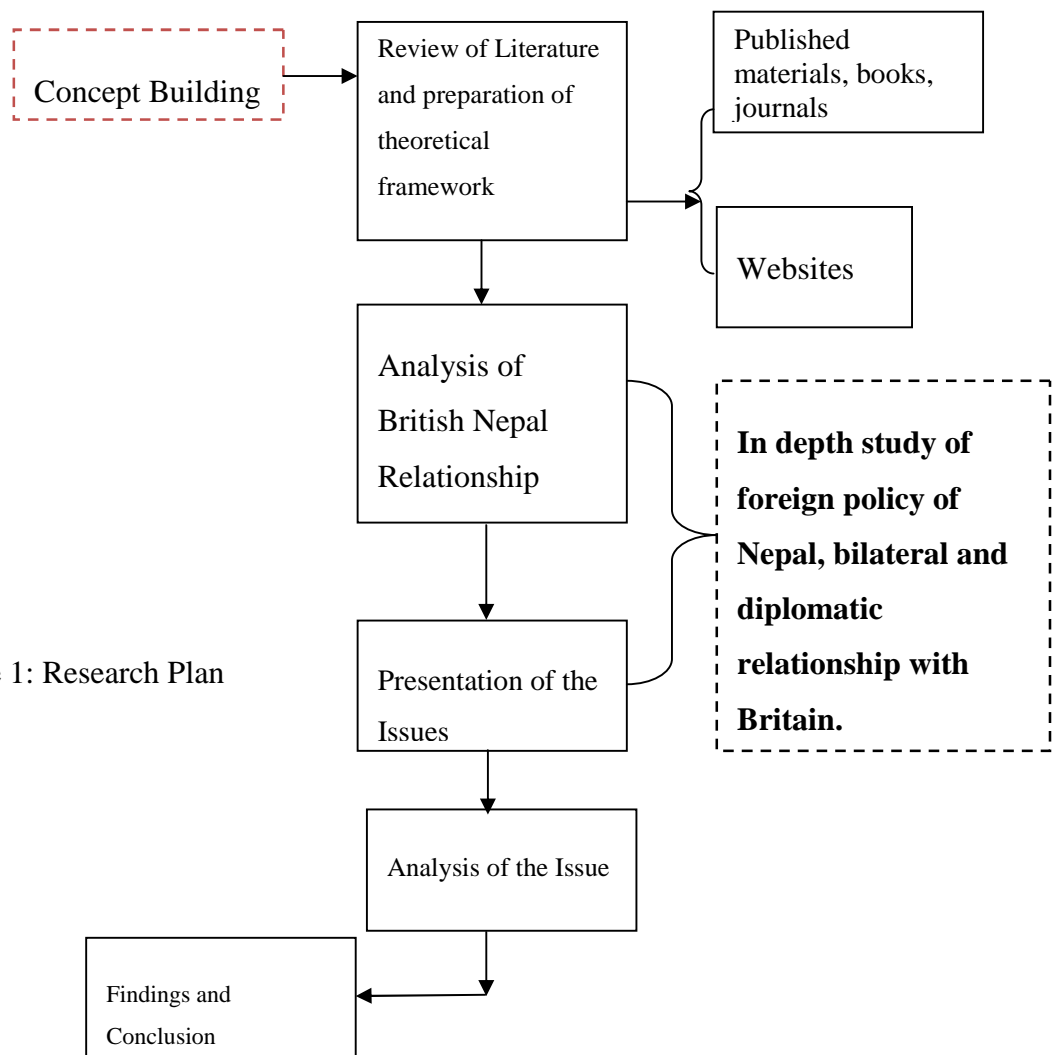 Concept Building
Review of Literature
and preparation of
theoretical
framework
Published
materials, books,
journals
Websites
Analysis of
British Nepal
Relationship
In depth study of
foreign policy of
Nepal, bilateral and
diplomatic
relationship with
Britain.
1: Research Plan
Presentation of the
Issues
Analysis of the Issue
Findings and
Conclusion